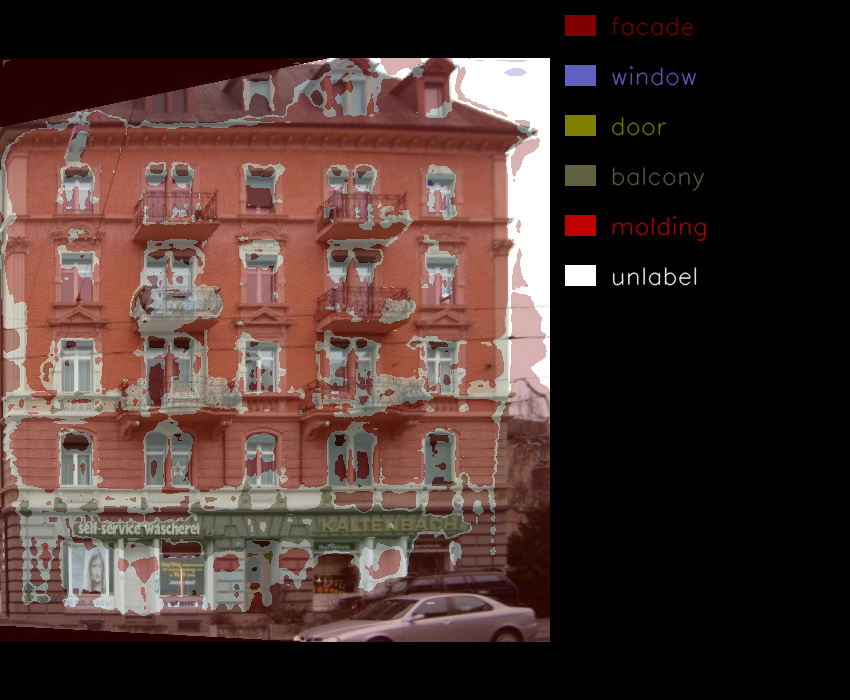 facade
window
door
balcony
molding
unlabel
self-service wascherei
KALTENBACH